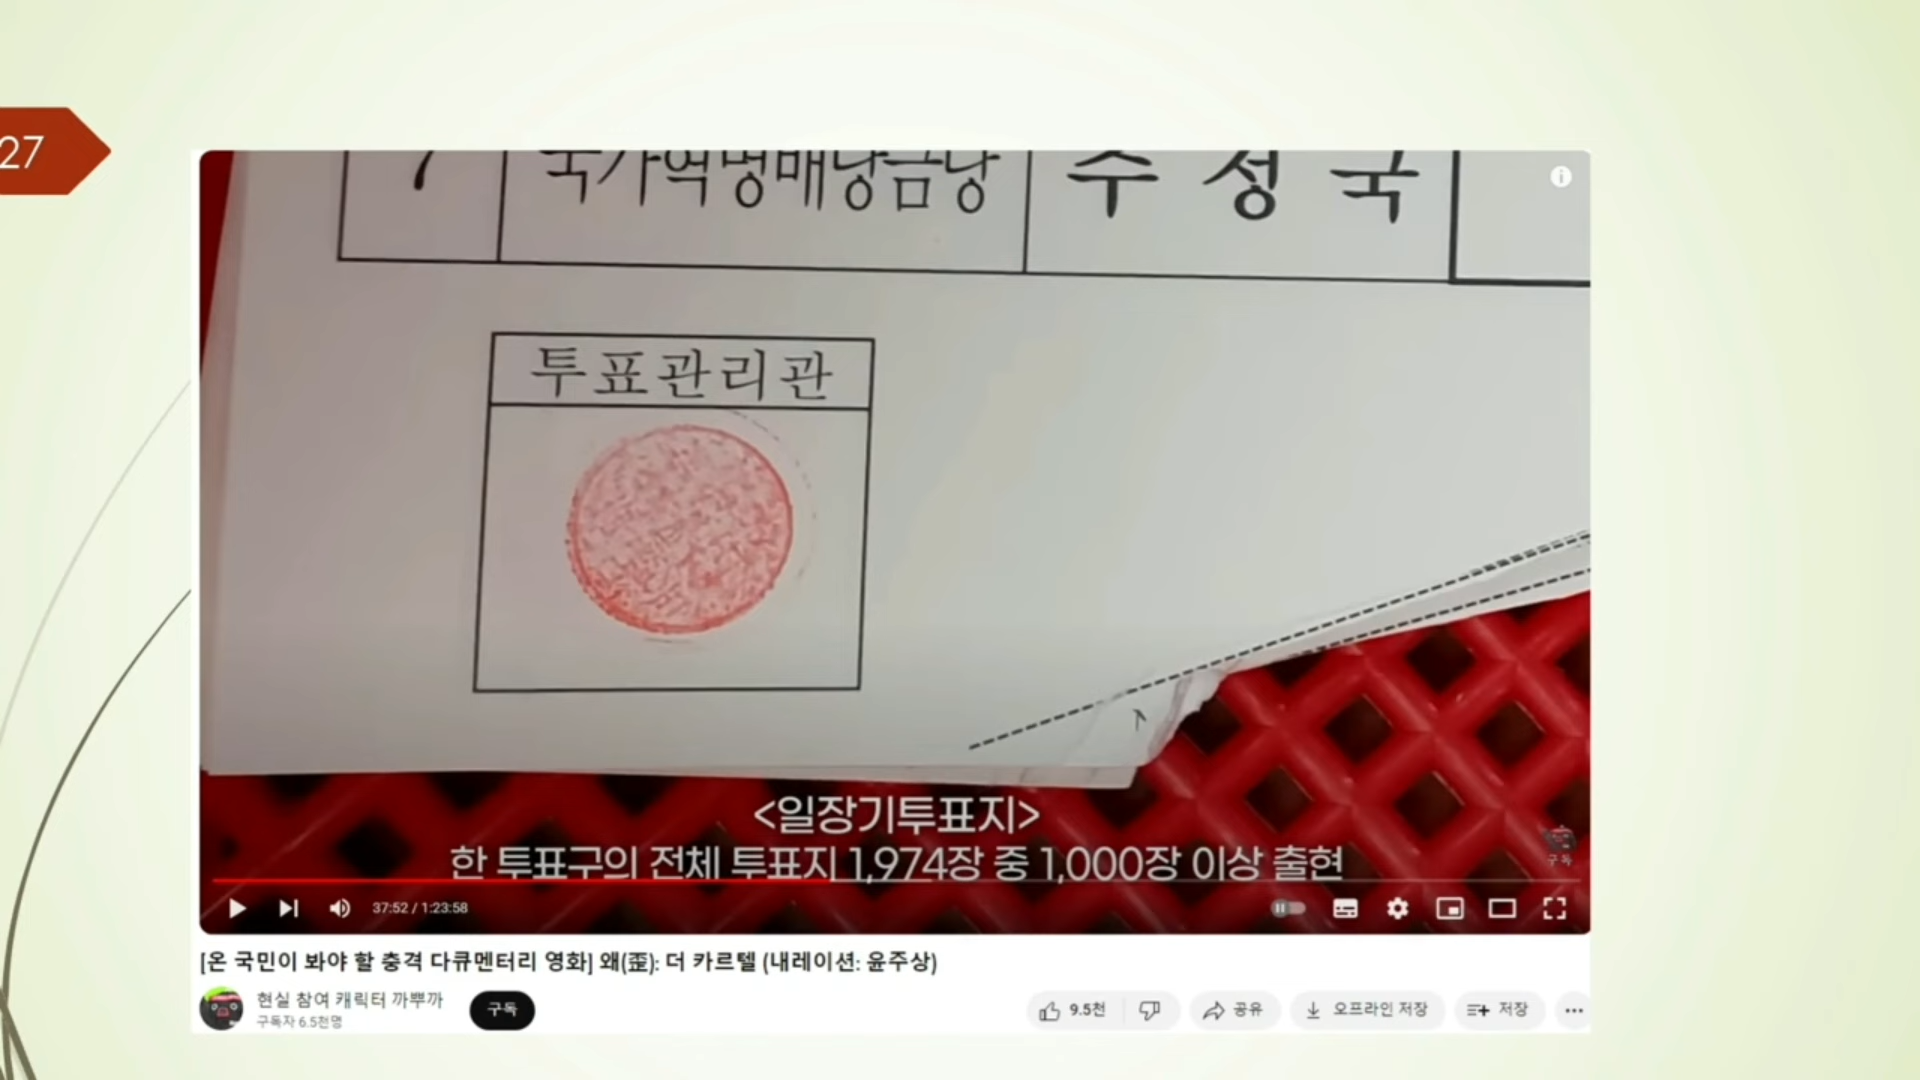 27
7 국가혁명배당금당 주 정 국
투표관리관
<일장기투표지>
한 투표구의 전체 투표지 1,974장 중 1,000장 이상 출현
구독
37:52 / 1:23:58
[온 국민이 봐야 할 충격 다큐멘터리 영화] 왜(歪): 더 카르텔 (내레이션: 윤주상)
현실 참여 캐릭터 까뿌까
구독자 6.5천명
구독
9.5천
공유
오프라인 저장
저장